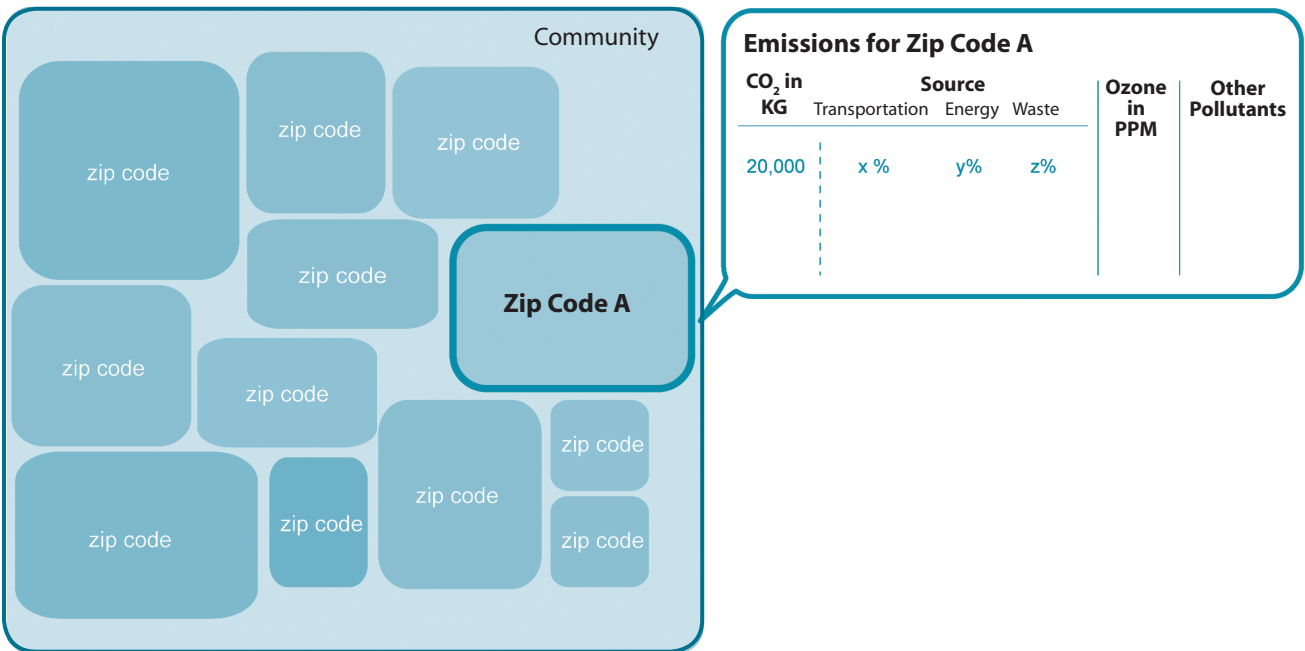 Community
zip code
zip code
zip code
zip code
Zip Code A
zip code
zip code
zip code
zip code
zip code
zip code
zip code
Emissions for Zip Code A
CO₂ in
KG
Source
Transportation Energy Waste
Ozone
in
PPM
Other
Pollutants
20,000 x % y% z%